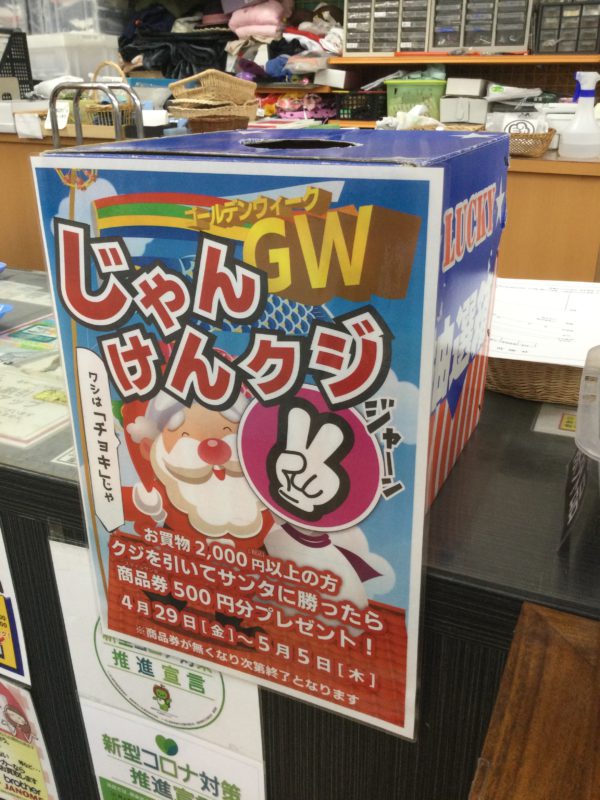 ゴールデンウィーク
GW
じゃん
けんクジ
ワシは「チョキ」じゃ
ジャーン
お買物2,000円以上の方
クジを引いてサンタに勝ったら
商品券500円分プレゼント！
4月29日[金]～5月5日[木]
※商品券が無くなり次第終了となります
LUCKY
推進宣言
新型コロナ対策
推進宣言
brother
JANOME